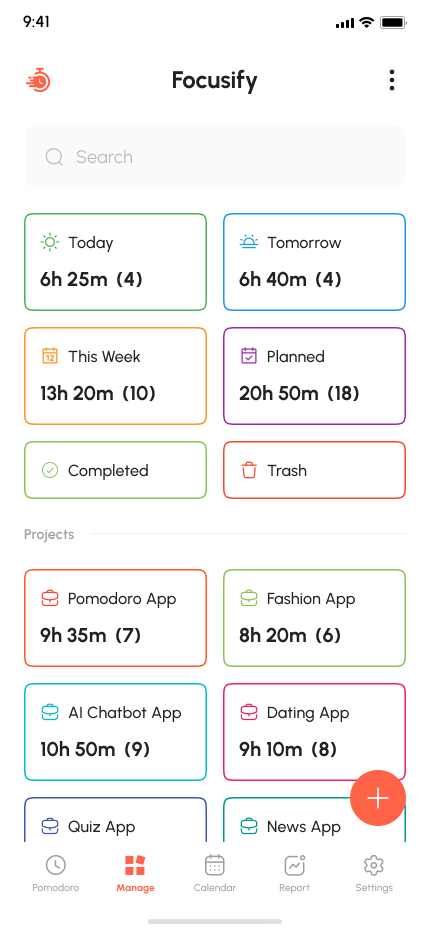 9:41
Focusify
Search
Today
6h 25m (4)
Tomorrow
6h 40m (4)
12
This Week
13h 20m (10)
Planned
20h 50m (18)
Completed
Trash
Projects
Pomodoro App
9h 35m (7)
Fashion App
8h 20m (6)
AI Chatbot App
10h 50m (9)
Dating App
9h 10m (8)
Quiz App
News App
Pomodoro
Manage
Calendar
Report
Settings